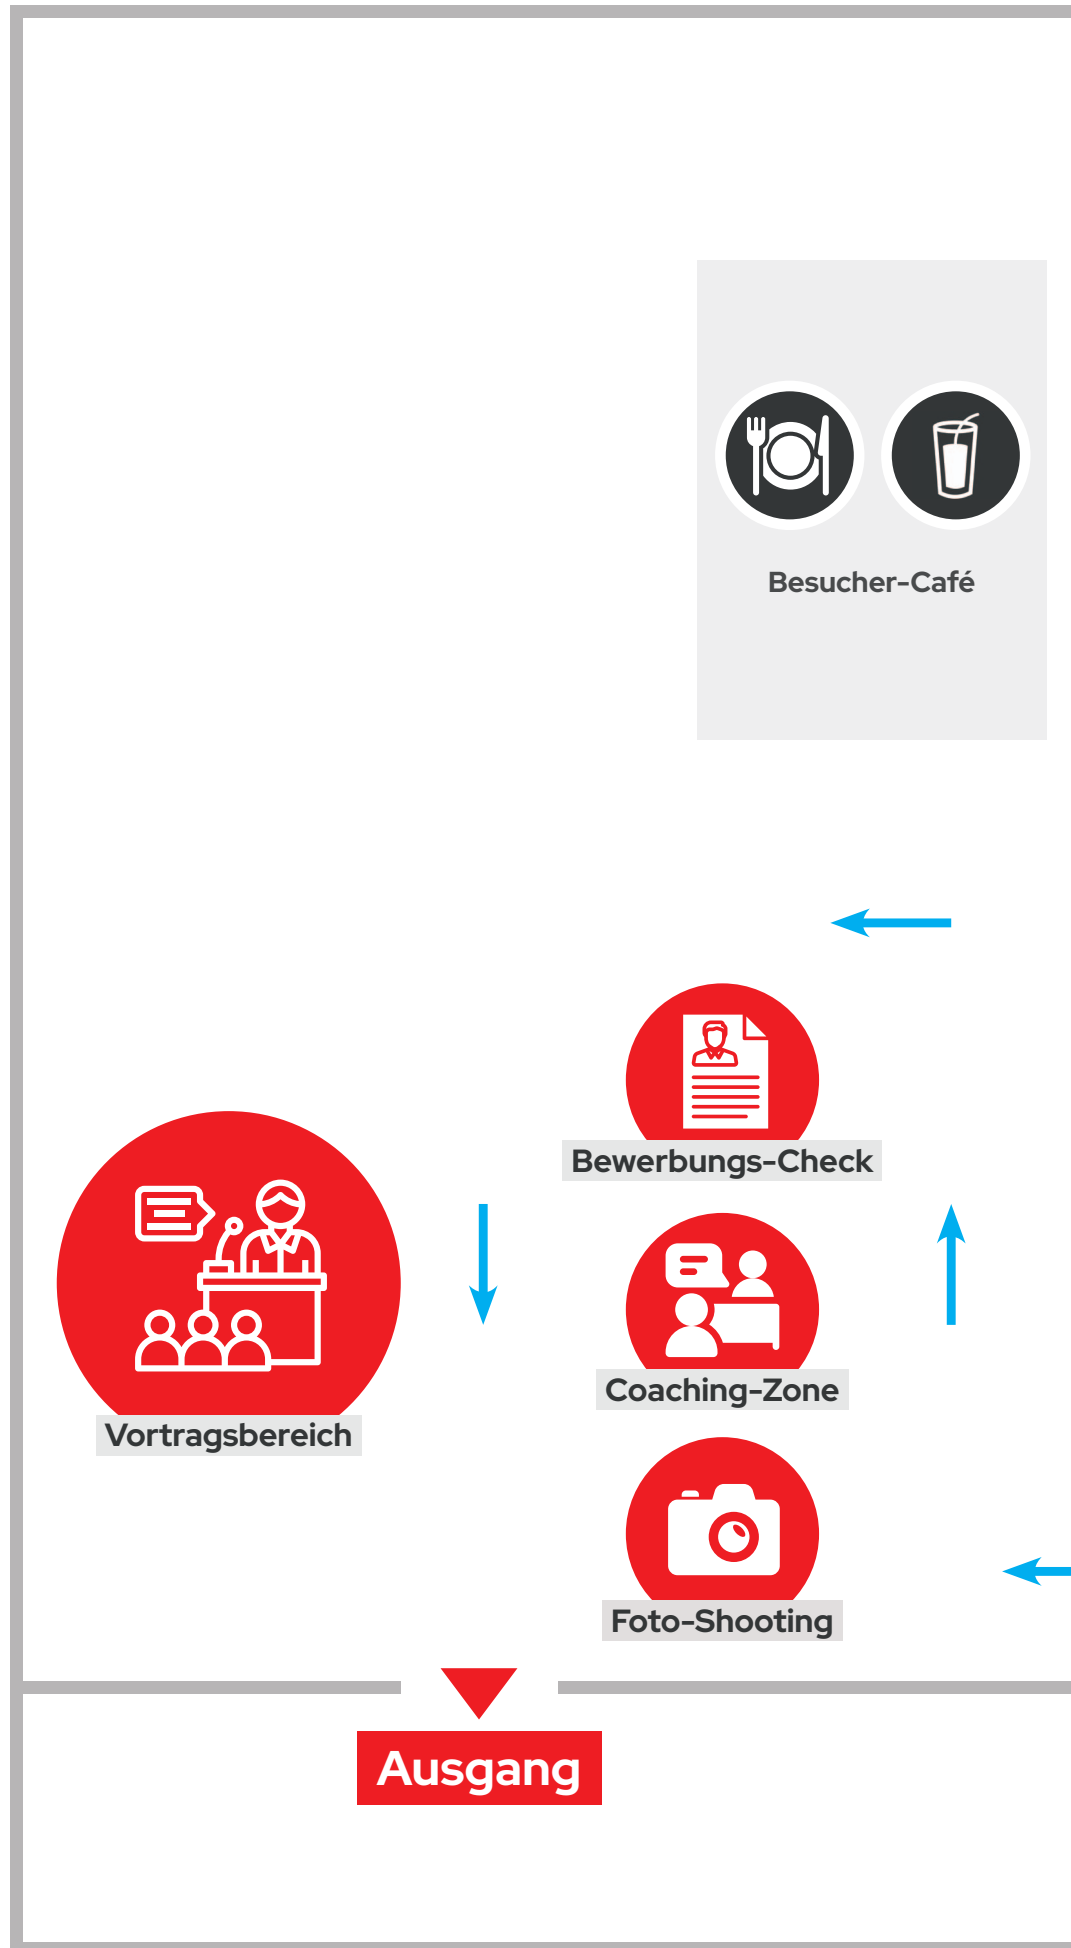 Besucher-Café
Bewerbungs-Check
Coaching-Zone
Vortragsbereich
Foto-Shooting
Ausgang